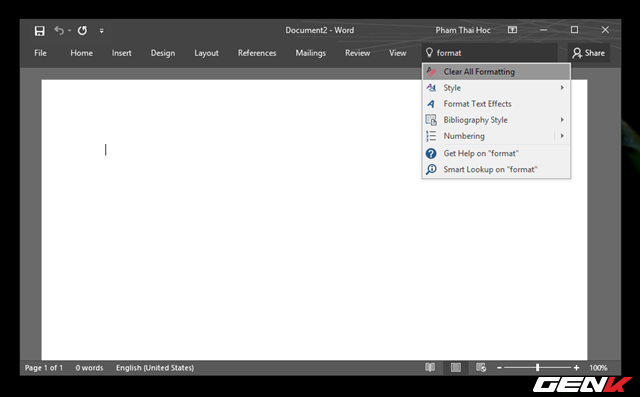 Document2 - Word
Pham Thai Hoc
File Home Insert Design Layout References Mailings Review View format Share
Clear All Formatting
Style
Format Text Effects
Bibliography Style
Numbering
Get Help on "format"
Smart Lookup on "format"
Page 1 of 1 0 words English (United States) 100%
GENK